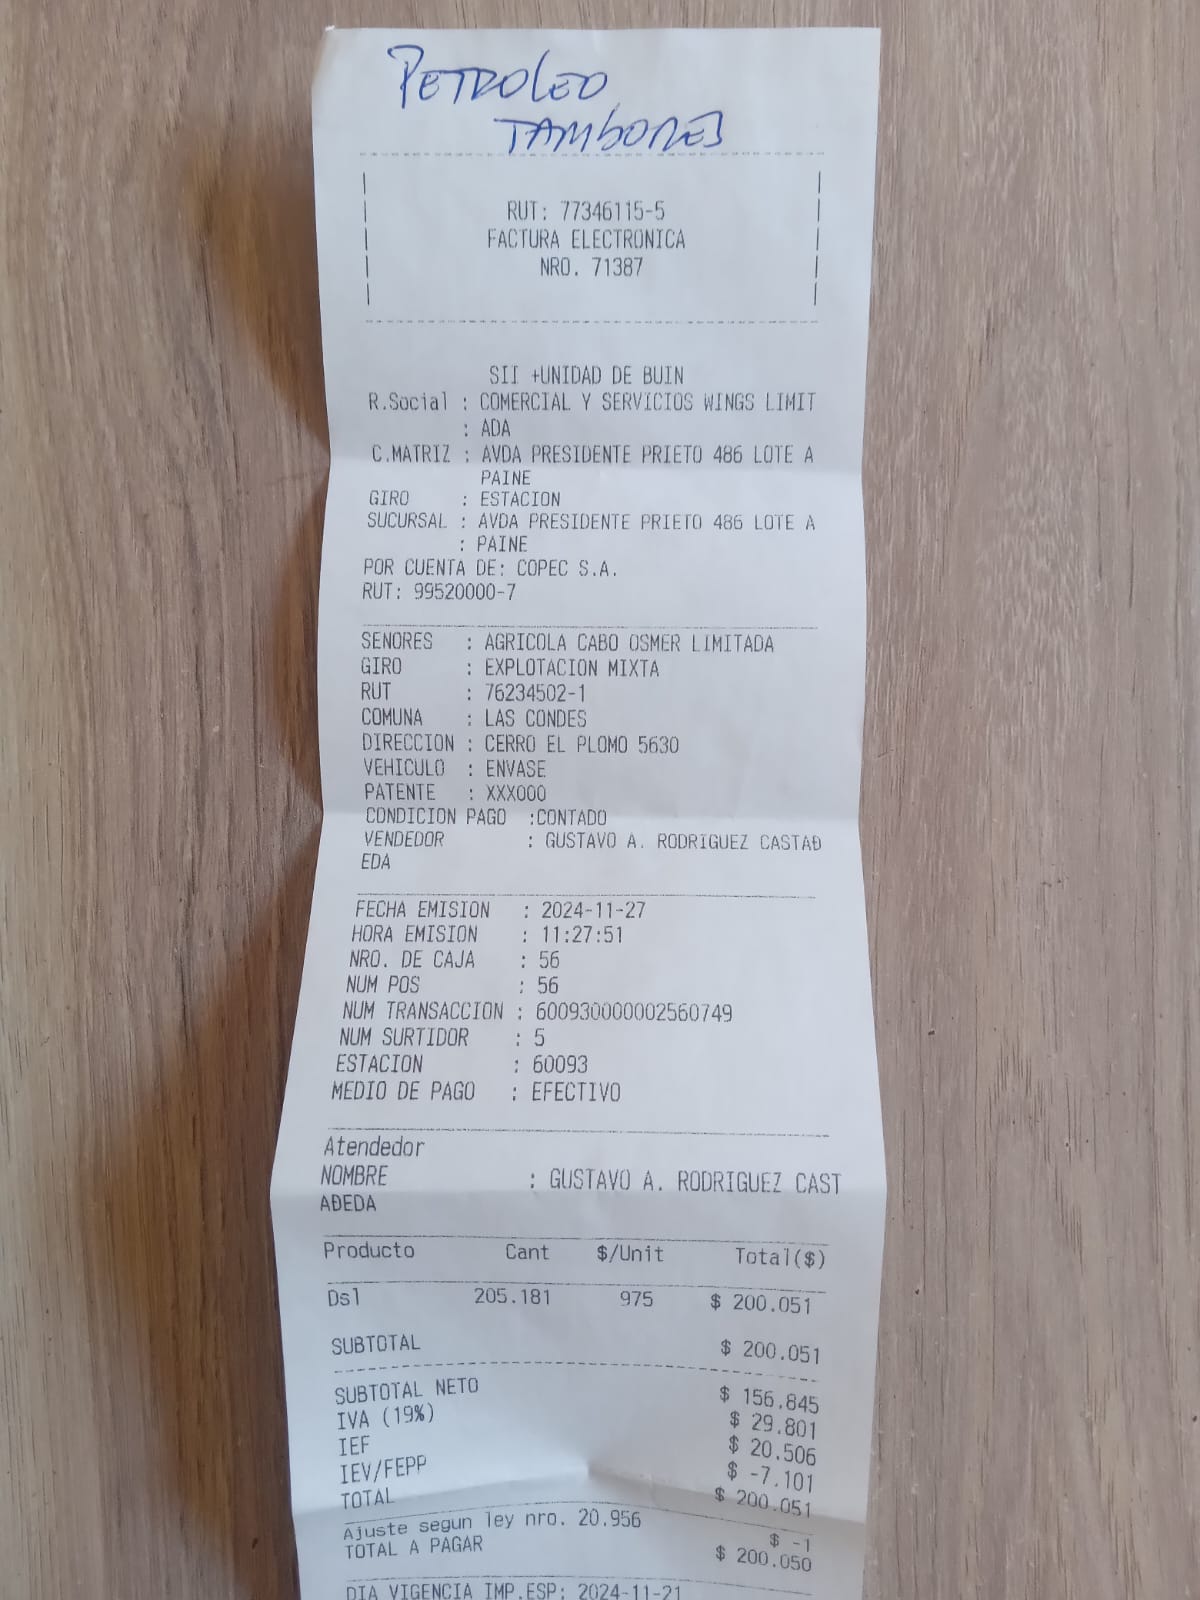 PETROLEO
TAMBORES
RUT: 77346115-5
FACTURA ELECTRONICA
NRO. 71387
SII +UNIDAD DE BUIN
R.Social : COMERCIAL Y SERVICIOS WINGS LIMIT
: ADA
C.MATRIZ : AVDA PRESIDENTE PRIETO 486 LOTE A
PAINE
GIRO : ESTACION
SUCURSAL : AVDA PRESIDENTE PRIETO 486 LOTE A
: PAINE
POR CUENTA DE: COPEC S.A.
RUT: 99520000-7
SENORES : AGRICOLA CABO OSMER LIMITADA
GIRO : EXPLOTACION MIXTA
RUT : 76234502-1
COMUNA : LAS CONDES
DIRECCION : CERRO EL PLOMO 5630
VEHICULO : ENVASE
PATENTE : XXX000
CONDICION PAGO :CONTADO
VENDEDOR : GUSTAVO A. RODRIGUEZ CASTAÐ
EDA
FECHA EMISION : 2024-11-27
HORA EMISION : 11:27:51
NRO. DE CAJA : 56
NUM POS : 56
NUM TRANSACCION : 600930000002560749
NUM SURTIDOR : 5
ESTACION : 60093
MEDIO DE PAGO : EFECTIVO
Atendedor
NOMBRE : GUSTAVO A. RODRIGUEZ CAST
AÐEDA
Producto Cant $/Unit Total($)
Dsl 205.181 975 $ 200.051
SUBTOTAL $ 200.051
SUBTOTAL NETO $ 156.845
IVA (19%) $ 29.801
IEF $ 20.506
IEV/FEPP $ -7.101
TOTAL $ 200.051
Ajuste segun ley nro. 20.956 $ -1
TOTAL A PAGAR $ 200.050
DIA VIGENCIA IMP.ESP: 2024-11-21